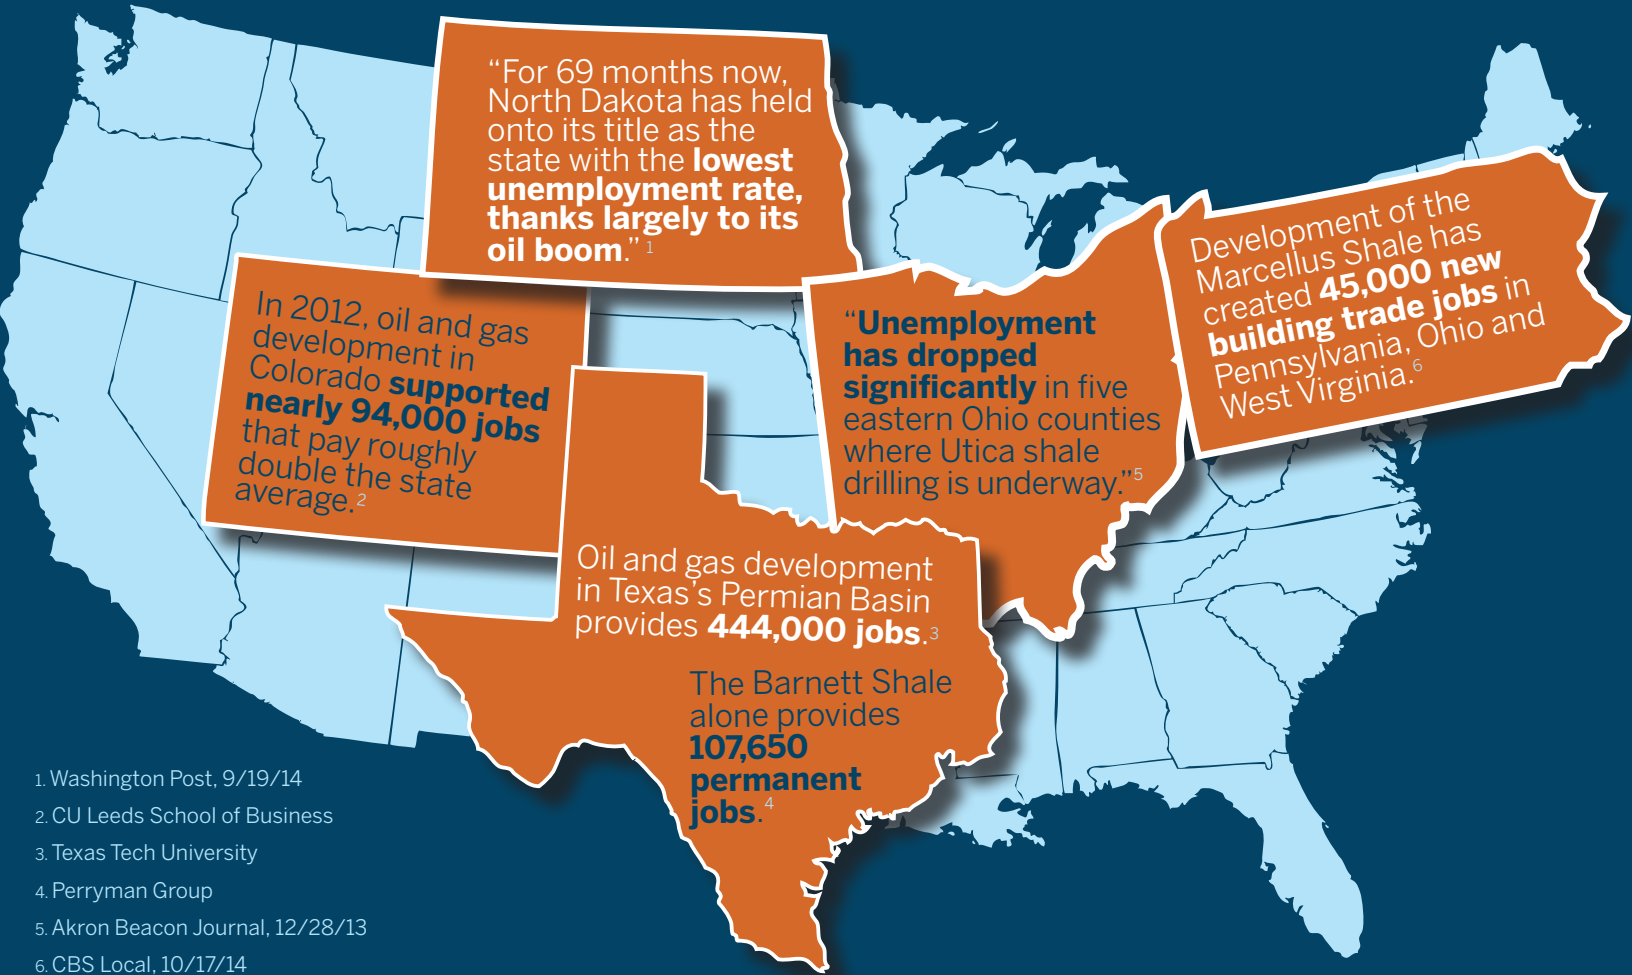 “For 69 months now,
North Dakota has held
onto its title as the
state with the lowest
unemployment rate,
thanks largely to its
oil boom.” 1
In 2012, oil and gas
development in
Colorado supported
nearly 94,000 jobs
that pay roughly
double the state
average.2
“Unemployment
has dropped
significantly in five
eastern Ohio counties
where Utica shale
drilling is underway.”5
Development of the
Marcellus Shale has
created 45,000 new
building trade jobs in
Pennsylvania, Ohio and
West Virginia.6
Oil and gas development
in Texas’s Permian Basin
provides 444,000 jobs.3
The Barnett Shale
alone provides
107,650
permanent
jobs.4
1. Washington Post, 9/19/14
2. CU Leeds School of Business
3. Texas Tech University
4. Perryman Group
5. Akron Beacon Journal, 12/28/13
6. CBS Local, 10/17/14